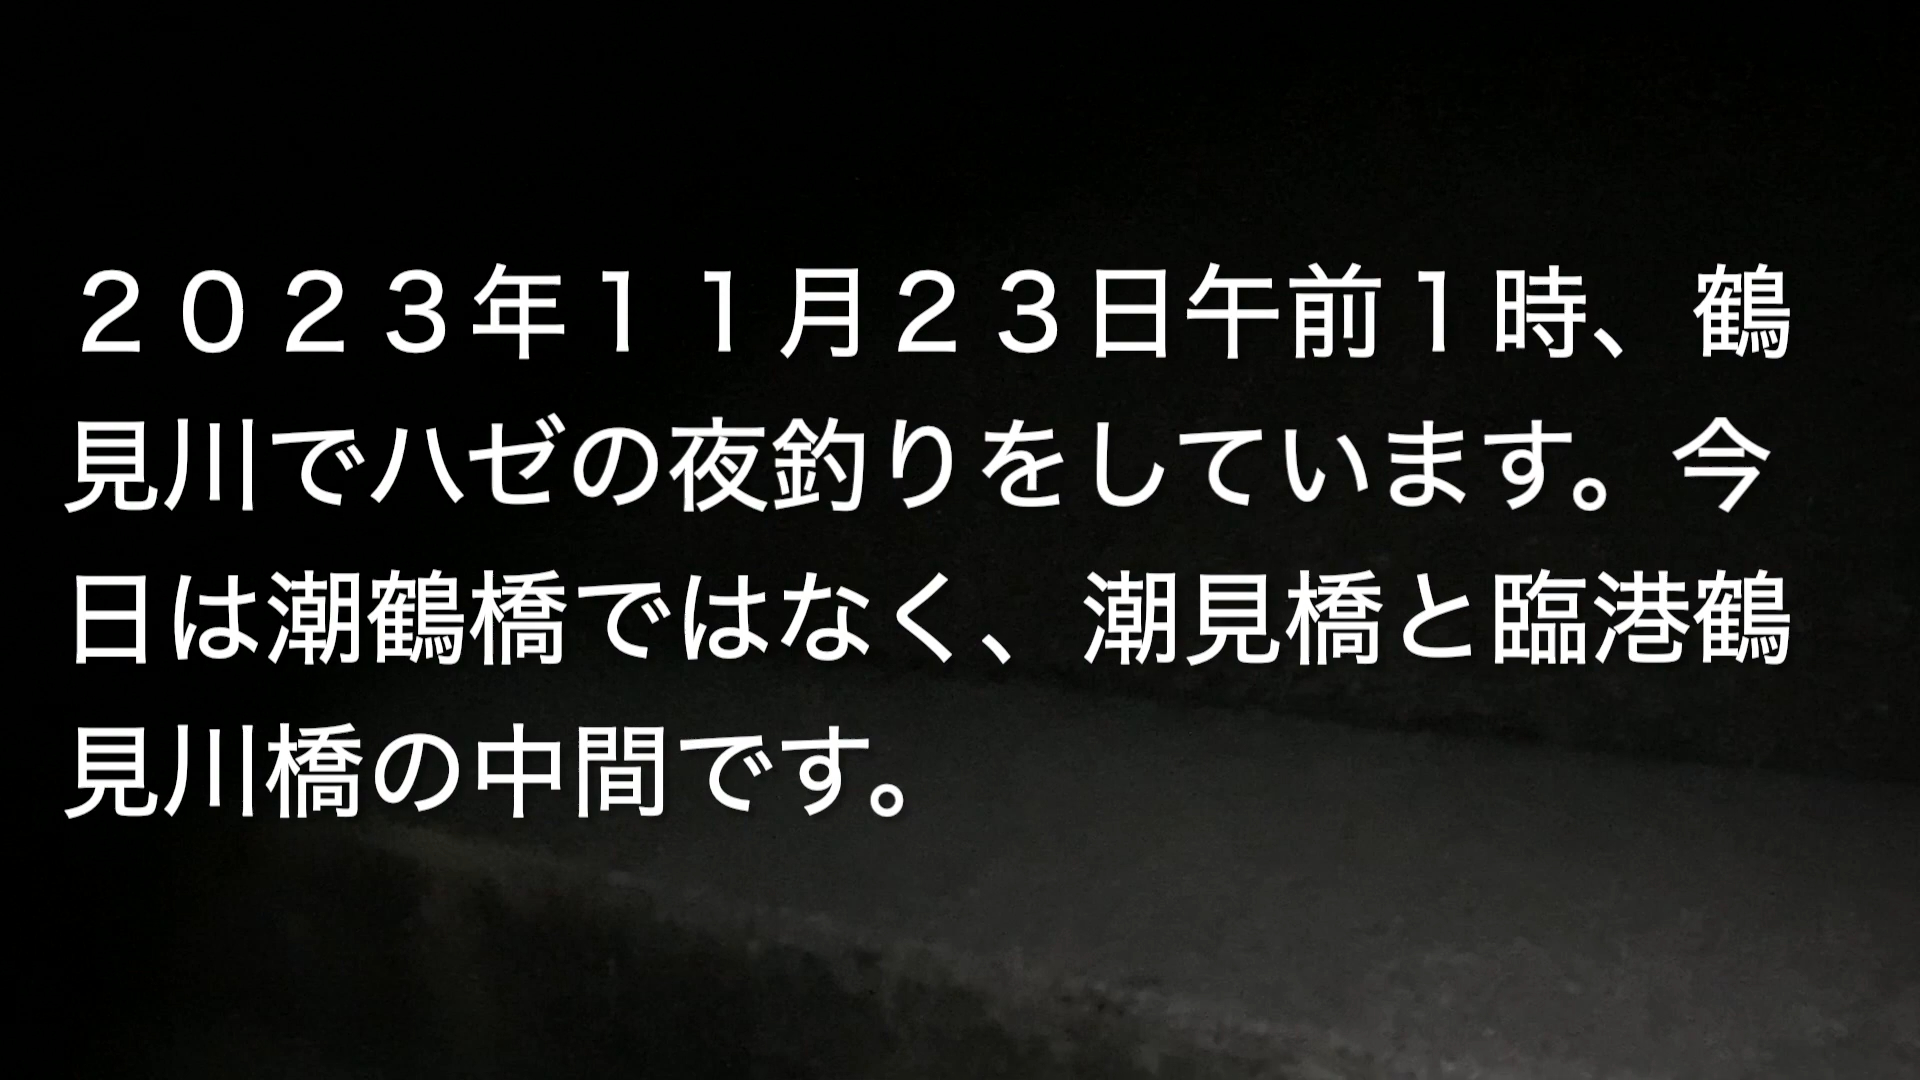 ２０２３年１１月２３日午前１時、鶴
見川でハゼの夜釣りをしています。今
日は潮鶴橋ではなく、潮見橋と臨港鶴
見川橋の中間です。